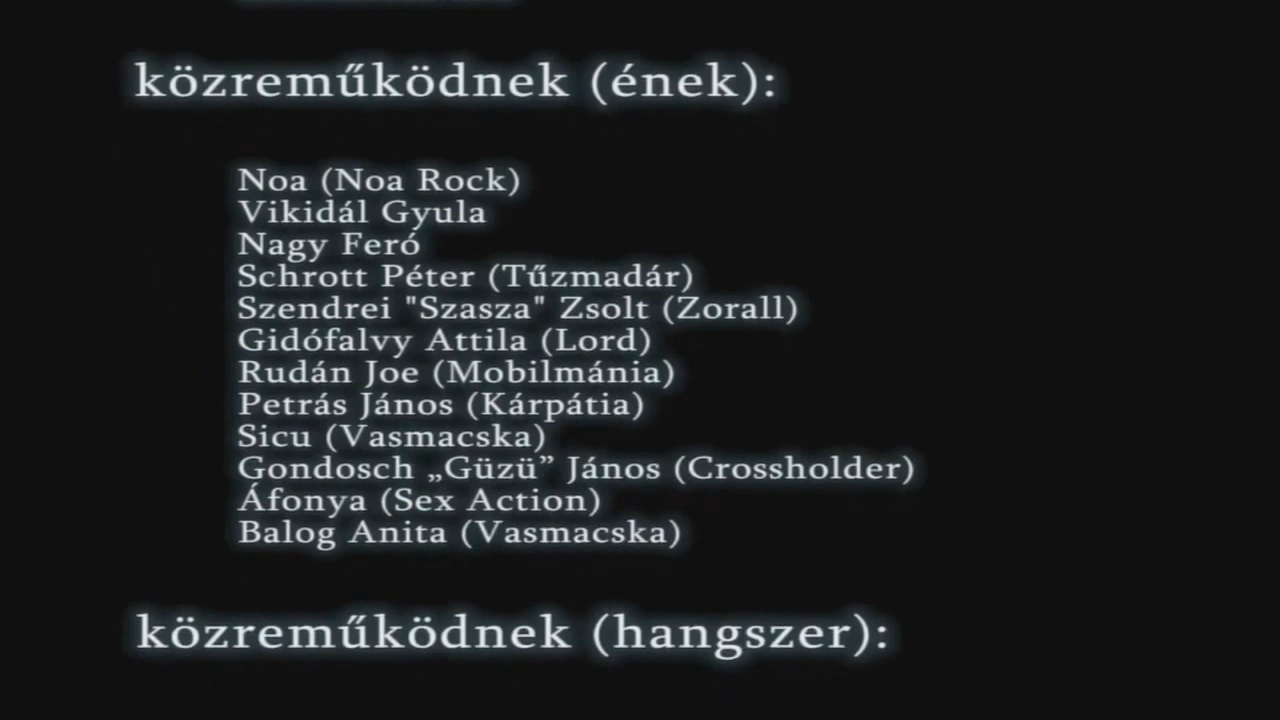 közreműködnek (ének):
Noa (Noa Rock)
Vikidál Gyula
Nagy Feró
Schrott Péter (Tűzmadár)
Szendrei "Szasza" Zsolt (Zorall)
Gidófalvy Attila (Lord)
Rudán Joe (Mobilmánia)
Petrás János (Kárpátia)
Sicu (Vasmacska)
Gondosch „Güzü” János (Crossholder)
Áfonya (Sex Action)
Balog Anita (Vasmacska)
közreműködnek (hangszer):